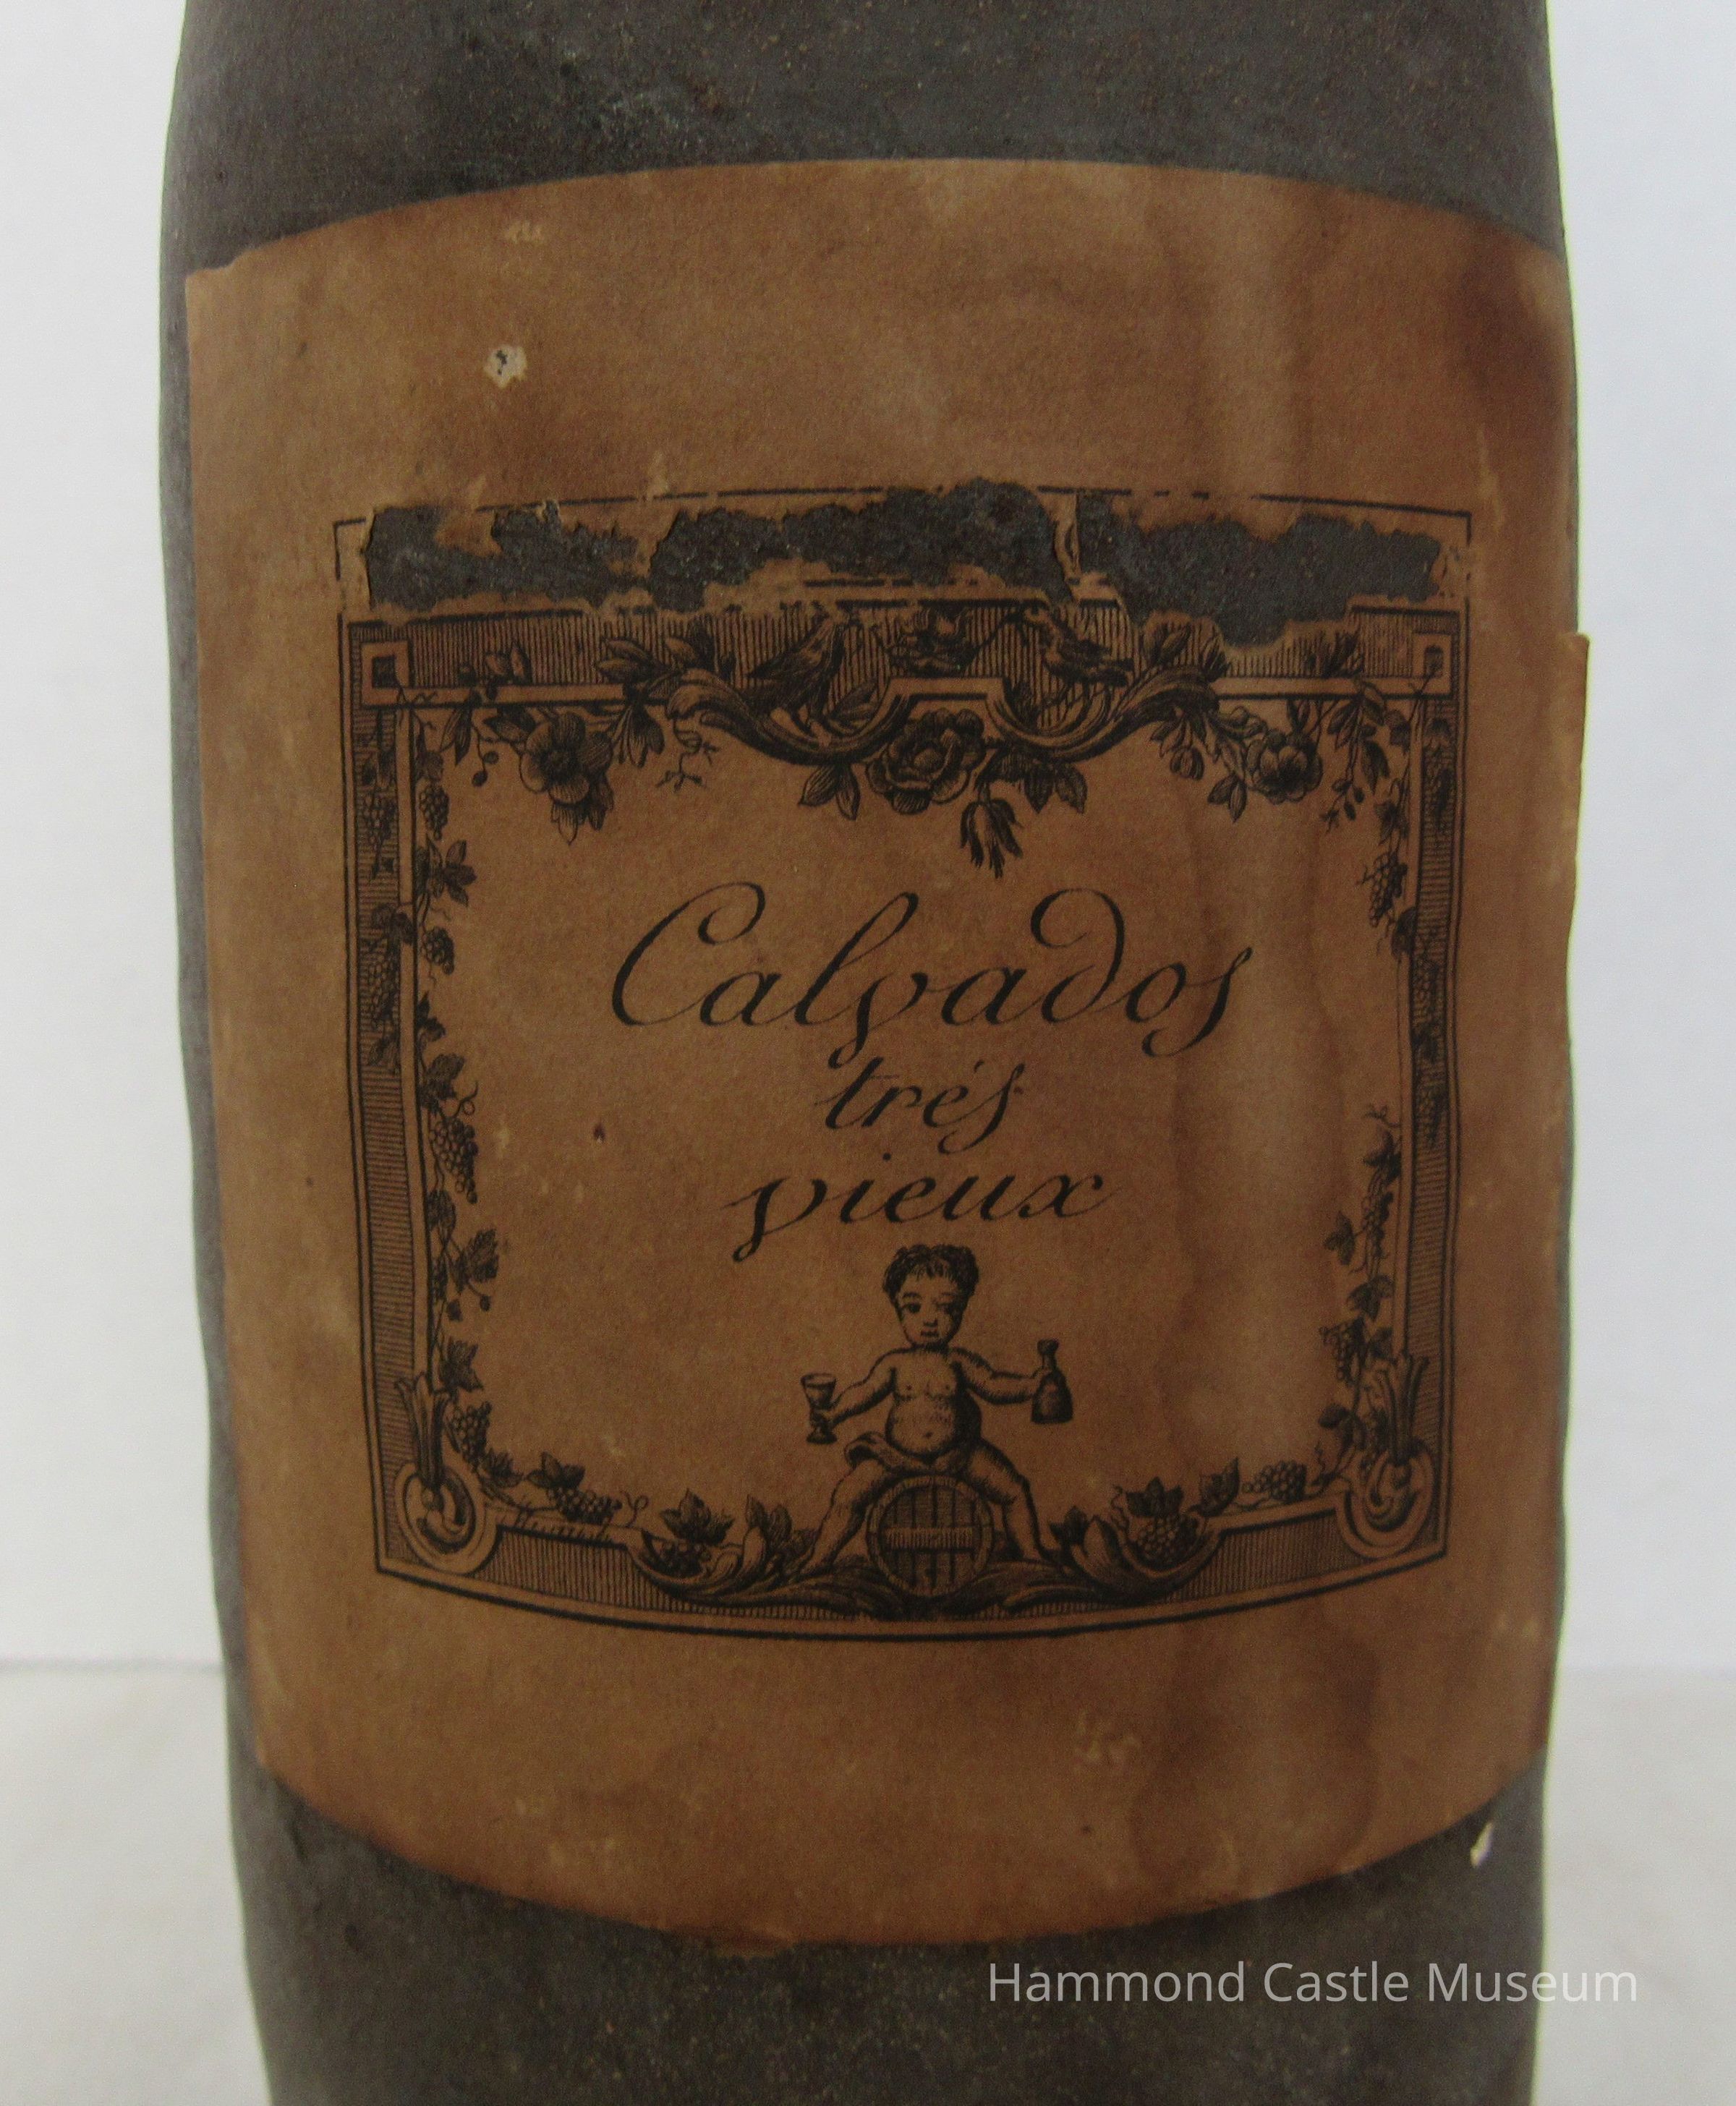 Calvados
trés
vieux
Hammond Castle Museum